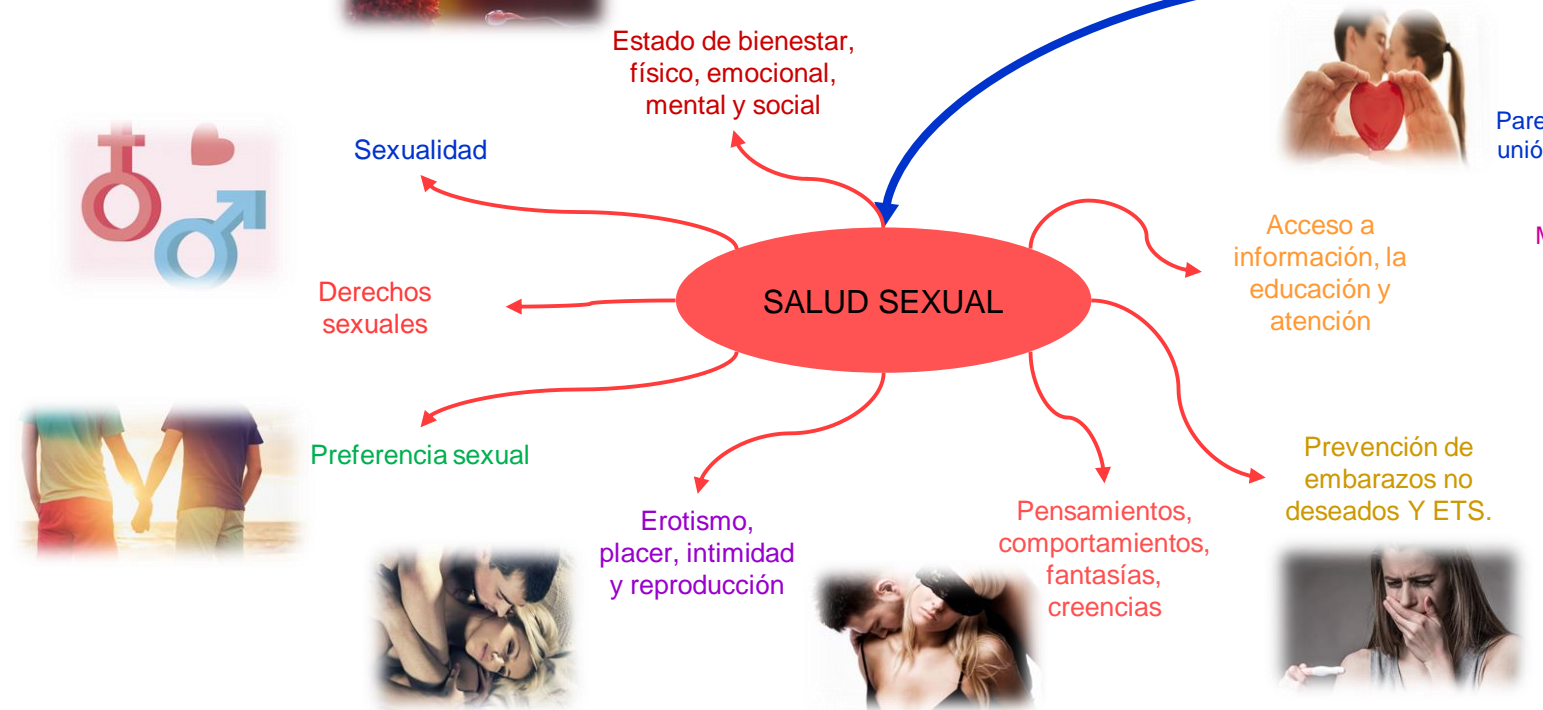 Estado de bienestar,
físico, emocional,
mental y social
Sexualidad
Derechos
sexuales
Preferencia sexual
SALUD SEXUAL
Erotismo,
placer, intimidad
y reproducción
Pensamientos,
comportamientos,
fantasías,
creencias
Acceso a
información, la
educación y
atención
Prevención de
embarazos no
deseados Y ETS.